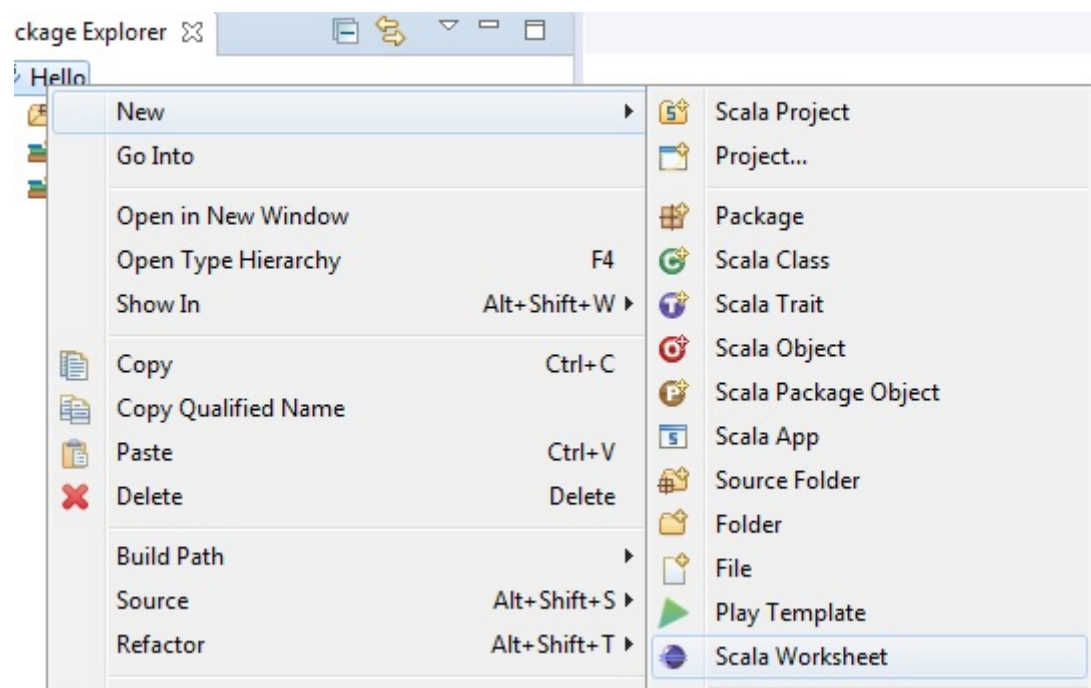 ckage Explorer
Hello
New
Go Into
Open in New Window
Open Type Hierarchy F4
Show In Alt+Shift+W
Copy Ctrl+C
Copy Qualified Name
Paste Ctrl+V
Delete Delete
Build Path
Source Alt+Shift+S
Refactor Alt+Shift+T
Scala Project
Project...
Package
Scala Class
Scala Trait
Scala Object
Scala Package Object
Scala App
Source Folder
Folder
File
Play Template
Scala Worksheet